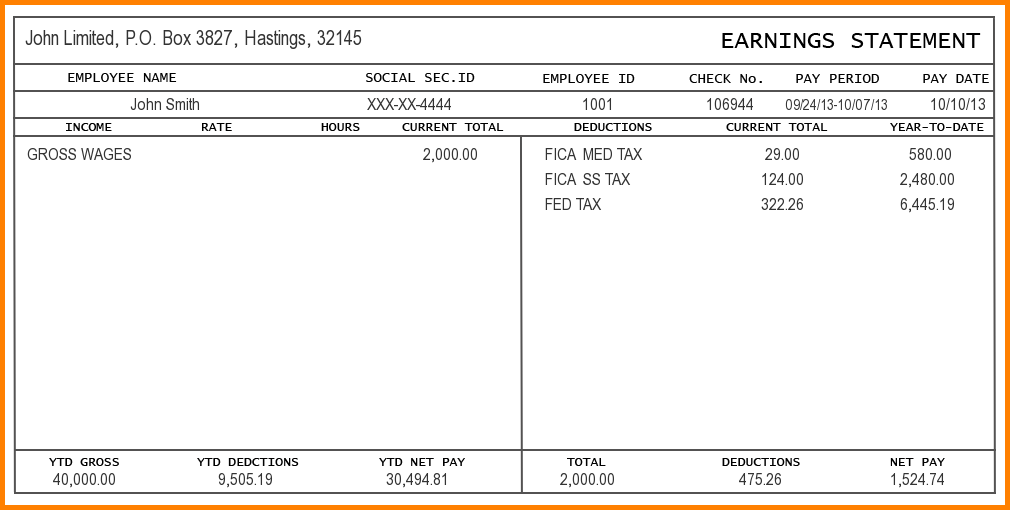 John Limited, P.O. Box 3827, Hastings, 32145
EARNINGS STATEMENT
EMPLOYEE NAME SOCIAL SEC.ID EMPLOYEE ID CHECK No. PAY PERIOD PAY DATE
John Smith XXX-XX-4444 1001 106944 09/24/13-10/07/13 10/10/13
INCOME RATE HOURS CURRENT TOTAL DEDUCTIONS CURRENT TOTAL YEAR-TO-DATE
GROSS WAGES 2,000.00 FICA MED TAX 29.00 580.00
FICA SS TAX 124.00 2,480.00
FED TAX 322.26 6,445.19
YTD GROSS YTD DEDCTIONS YTD NET PAY TOTAL DEDUCTIONS NET PAY
40,000.00 9,505.19 30,494.81 2,000.00 475.26 1,524.74